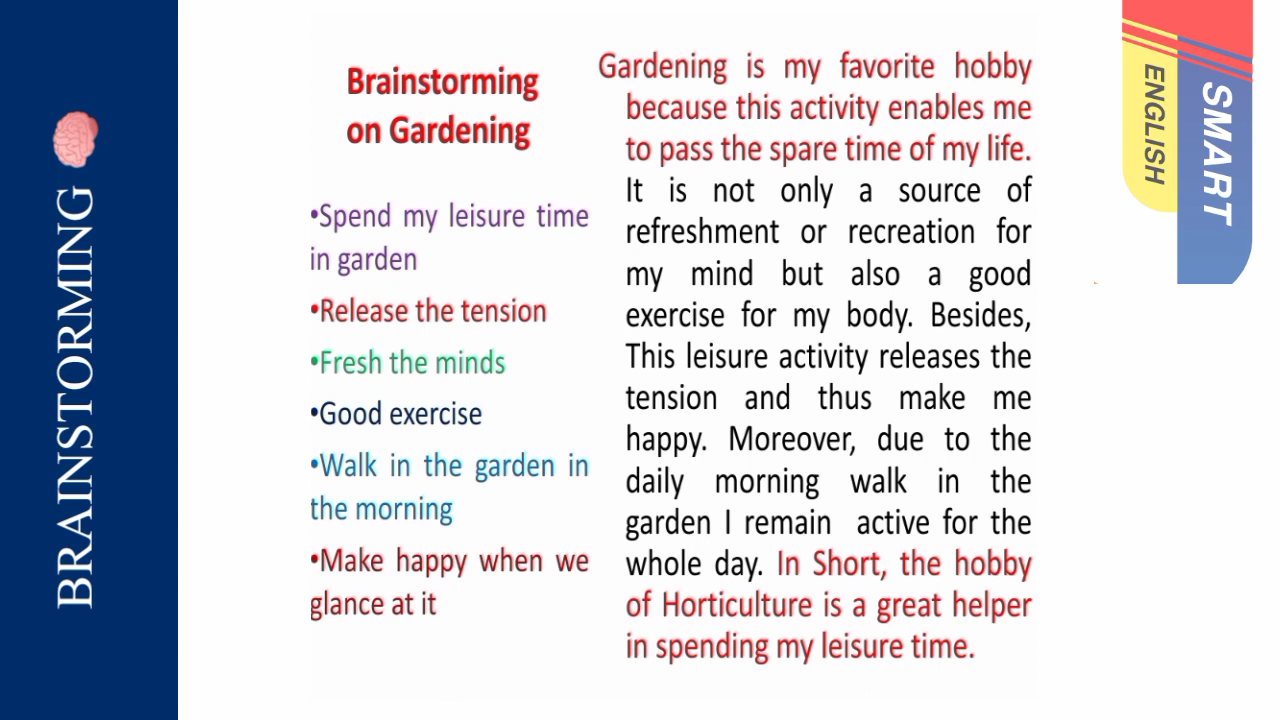 BRAINSTORMING
Brainstorming
on Gardening
•Spend my leisure time
in garden
•Release the tension
•Fresh the minds
•Good exercise
•Walk in the garden in
the morning
•Make happy when we
glance at it
Gardening is my favorite hobby
because this activity enables me
to pass the spare time of my life.
It is not only a source of
refreshment or recreation for
my mind but also a good
exercise for my body. Besides,
This leisure activity releases the
tension and thus make me
happy. Moreover, due to the
daily morning walk in the
garden I remain active for the
whole day. In Short, the hobby
of Horticulture is a great helper
in spending my leisure time.
SMART
ENGLISH